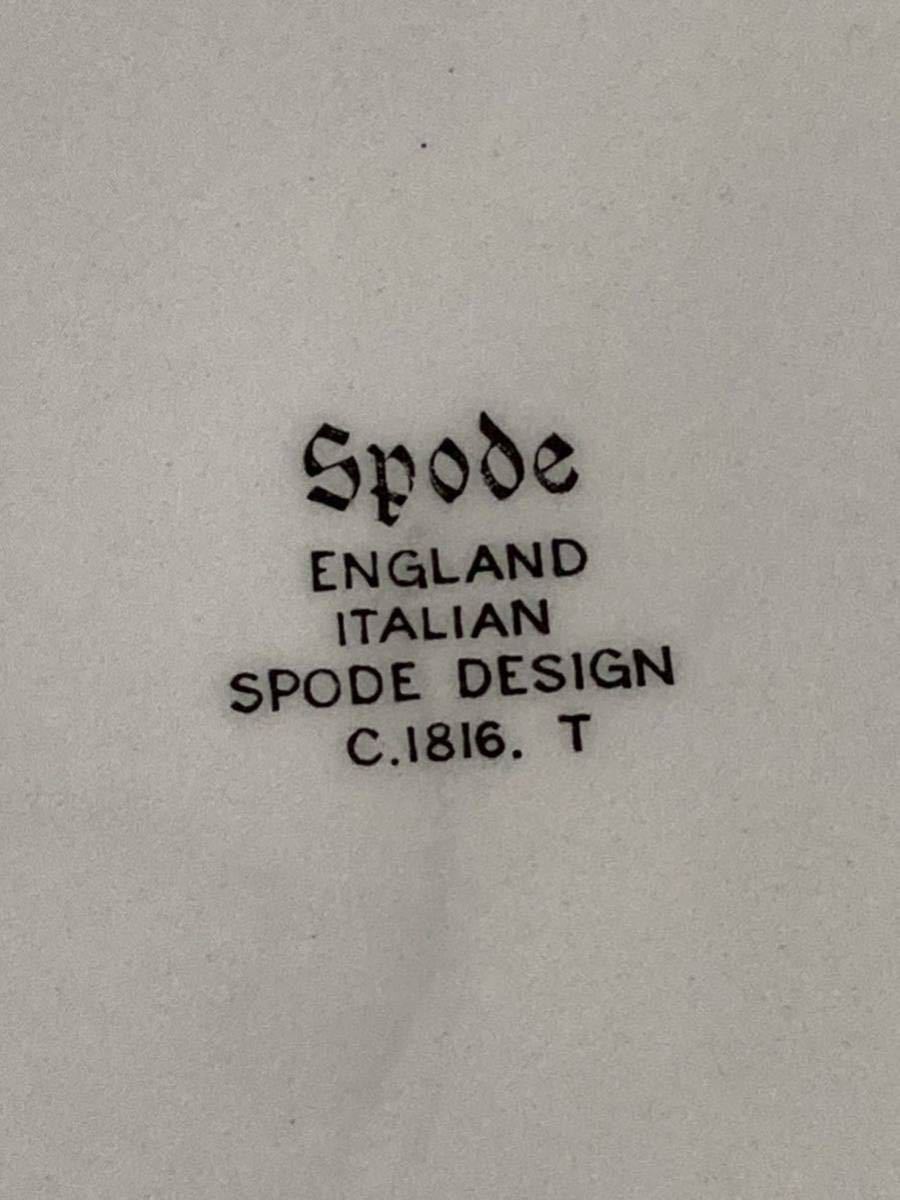 Spode
ENGLAND
ITALIAN
SPODE DESIGN
C.1816. T